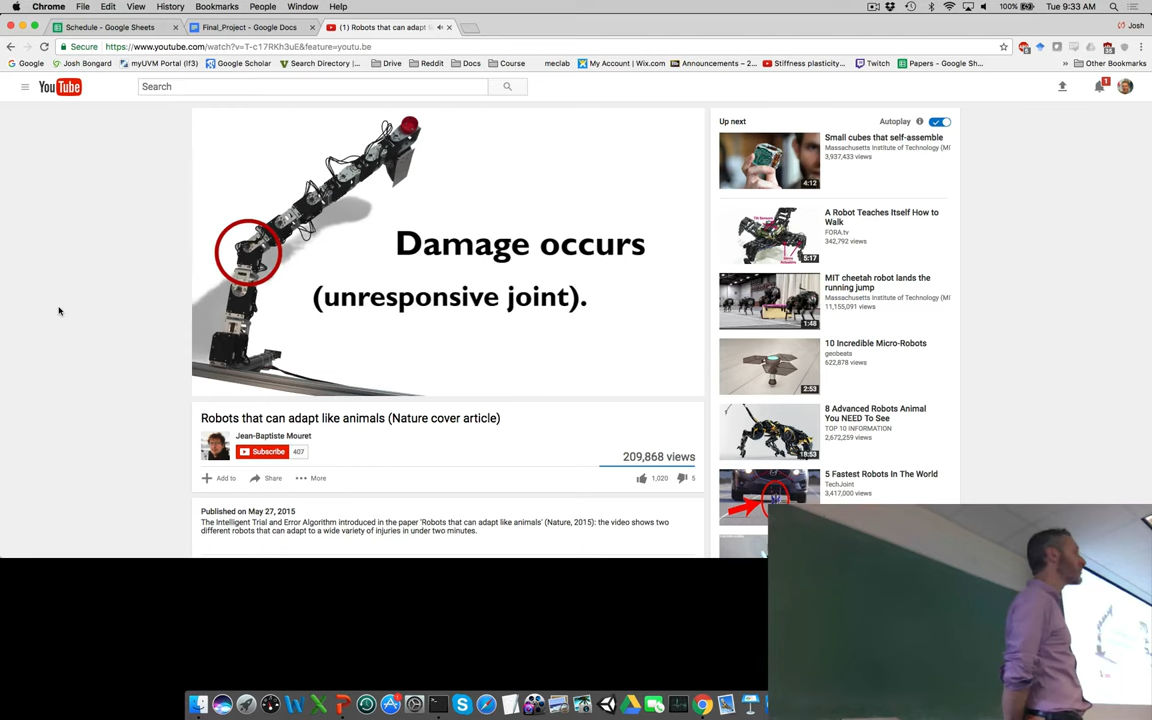 Chrome File Edit View History Bookmarks People Window Help
100% Tue 9:33 AM
Schedule - Google Sheets
Final_Project - Google Docs
(1) Robots that can adapt l
Josh
Secure https://www.youtube.com/watch?v=T-c17RKh3uE&feature=youtu.be
Google Josh Bongard myUVM Portal (lf3) Google Scholar Search Directory |... Drive Reddit Docs Course meclab My Account | Wix.com Announcements – 2... Stiffness plasticity... Twitch Papers - Google Sh... » Other Bookmarks
YouTube
Search
1
Damage occurs
(unresponsive joint).
Robots that can adapt like animals (Nature cover article)
Jean-Baptiste Mouret
Subscribe 407
209,868 views
Add to Share More
1,020 5
Published on May 27, 2015
The Intelligent Trial and Error Algorithm introduced in the paper 'Robots that can adapt like animals' (Nature, 2015): the video shows two
different robots that can adapt to a wide variety of injuries in under two minutes.
Up next
Autoplay
Small cubes that self-assemble
Massachusetts Institute of Technology (MI
3,937,433 views
4:12
A Robot Teaches Itself How to
Walk
FORA.tv
342,792 views
5:17
MIT cheetah robot lands the
running jump
Massachusetts Institute of Technology (MI
11,155,091 views
1:48
10 Incredible Micro-Robots
geobeats
622,878 views
2:53
8 Advanced Robots Animal
You NEED To See
TOP 10 INFORMATION
2,672,259 views
18:53
5 Fastest Robots In The World
TechJoint
3,417,000 views